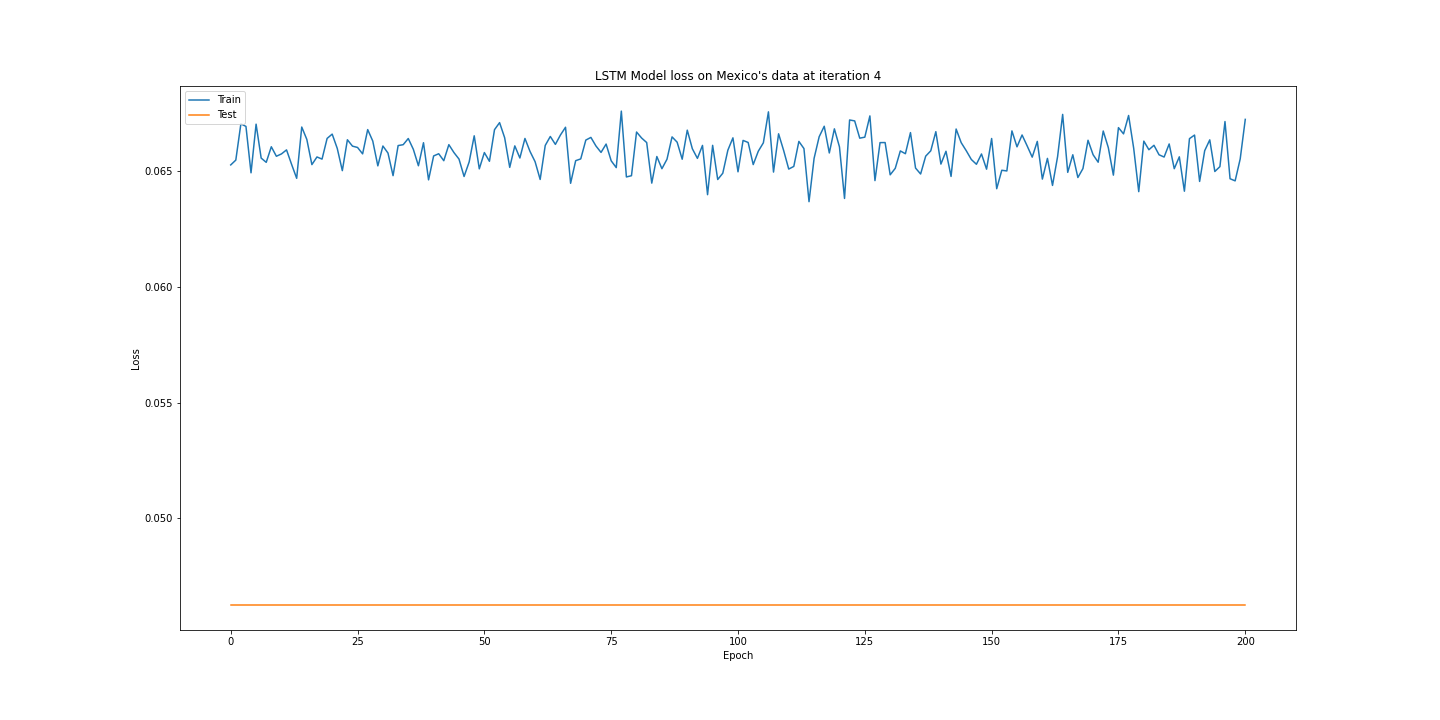 LSTM Model loss on Mexico's data at iteration 4
Train
Test
0.065
0.060
0.055
0.050
Loss
0 25 50 75 100 125 150 175 200
Epoch